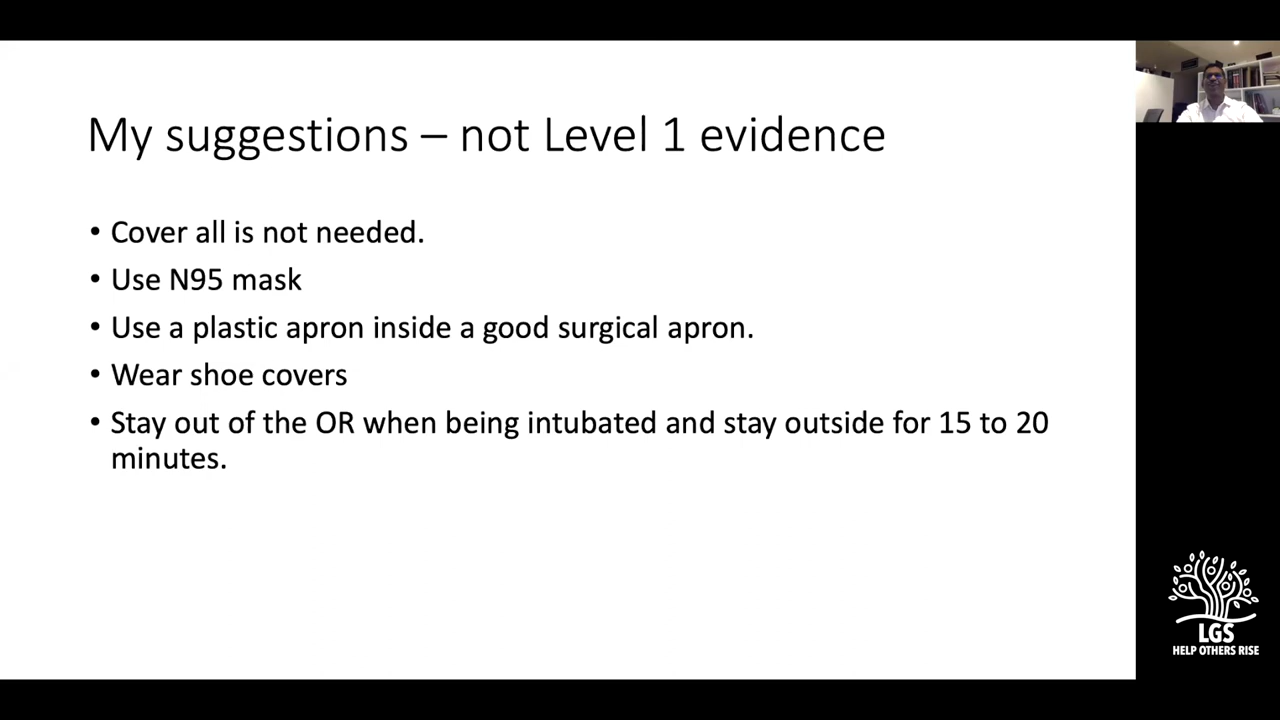 My suggestions – not Level 1 evidence
• Cover all is not needed.
• Use N95 mask
• Use a plastic apron inside a good surgical apron.
• Wear shoe covers
• Stay out of the OR when being intubated and stay outside for 15 to 20
minutes.
LGS
HELP OTHERS RISE